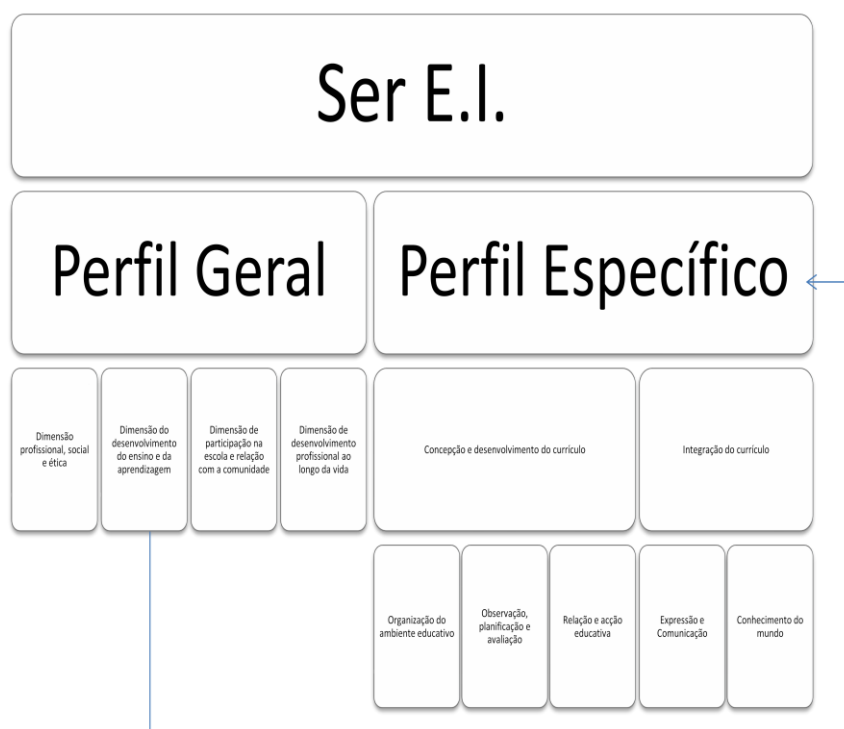 Ser E.I.
Perfil Geral
Perfil Específico
Dimensão
profissional, social
e ética
Dimensão do
desenvolvimento
do ensino e da
aprendizagem
Dimensão de
participação na
escola e relação
com a comunidade
Dimensão de
desenvolvimento
profissional ao
longo da vida
Concepção e desenvolvimento do currículo
Integração do currículo
Organização do
ambiente educativo
Observação,
planificação e
avaliação
Relação e acção
educativa
Expressão e
Comunicação
Conhecimento do
mundo